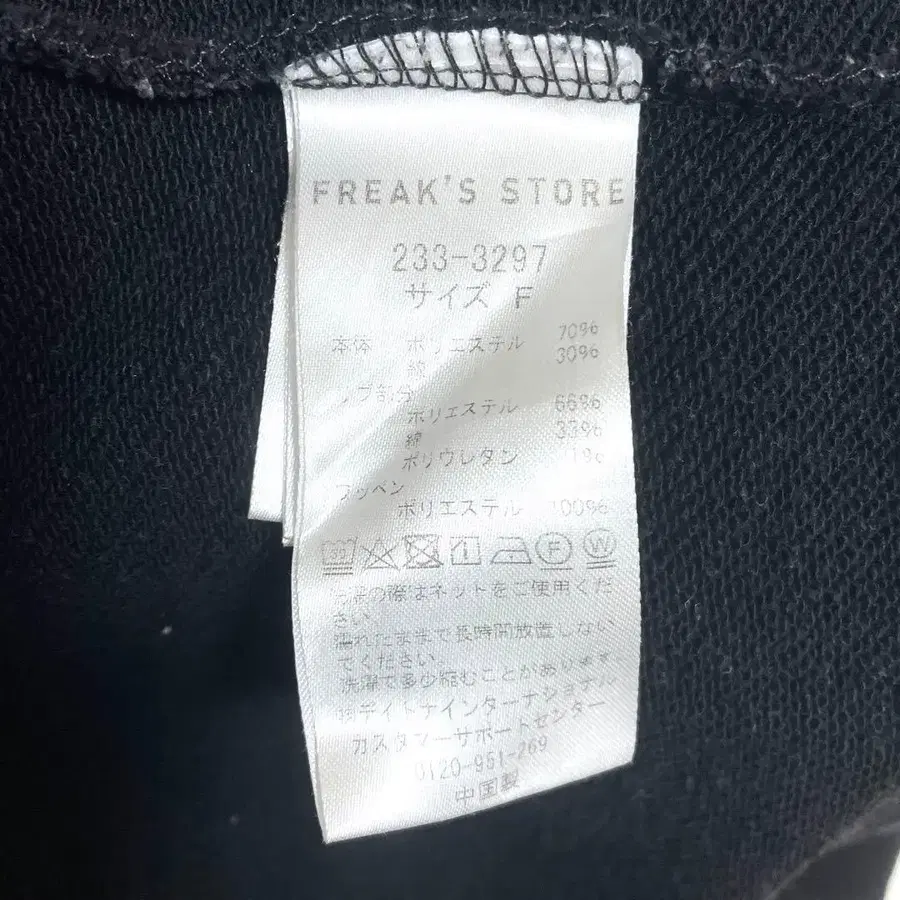 FREAK'S STORE
233-3297
サイズ F
本体 ポリエステル 70%
綿 30%
リブ部分
ポリエステル 66%
綿 33%
ポリウレタン 1%
ワッペン
ポリエステル 100%
30 F W
洗濯の際はネットをご使用くだ
さい。
濡れたままで長時間放置しない
でください。
洗濯で多少縮むことがあります。
㈱デイトナインターナショナル
カスタマーサポートセンター
0120-951-269
中国製